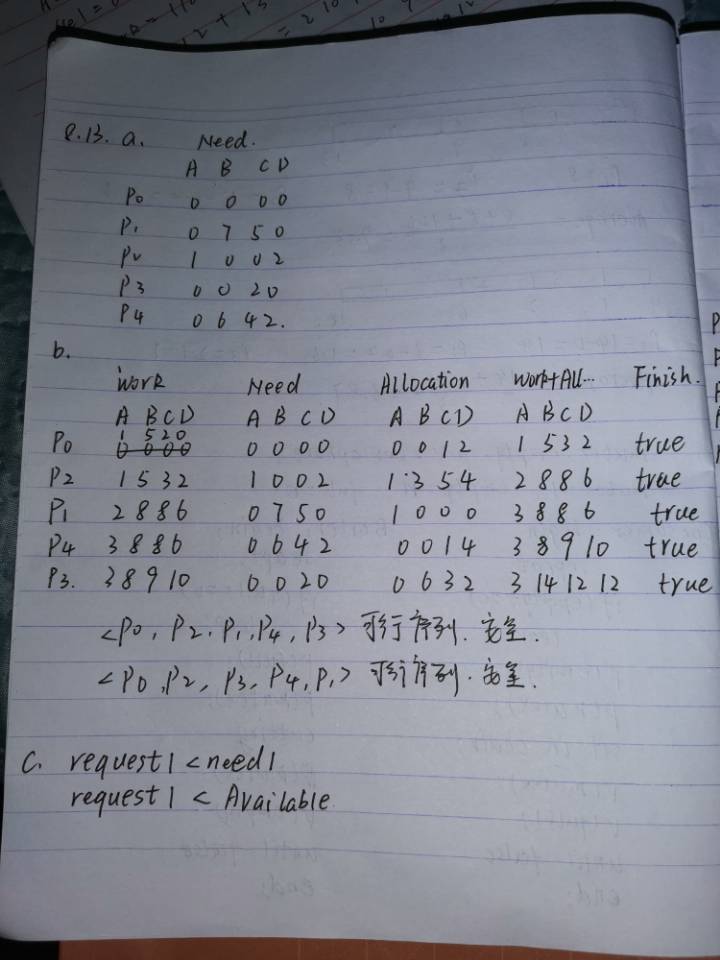 8.13. a. Need.
A B C D
P0 0 0 0 0
P1 0 7 5 0
P2 1 0 0 2
P3 0 0 2 0
P4 0 6 4 2.
b.
Work Need Allocation Work+All... Finish.
A B C D A B C D A B C D A B C D
P0 1 5 2 0 0 0 0 0 0 0 1 2 1 5 3 2 true
P2 1 5 3 2 1 0 0 2 1 3 5 4 2 8 8 6 true
P1 2 8 8 6 0 7 5 0 1 0 0 0 3 8 8 6 true
P4 3 8 8 6 0 6 4 2 0 0 1 4 3 8 9 10 true
P3. 3 8 9 10 0 0 2 0 0 6 3 2 3 14 12 12 true
<P0, P2, P1, P4, P3> 可行序列. 安全.
<P0, P2, P3, P4, P1> 可行序列. 安全.
C. request1 < need1
request1 < Available